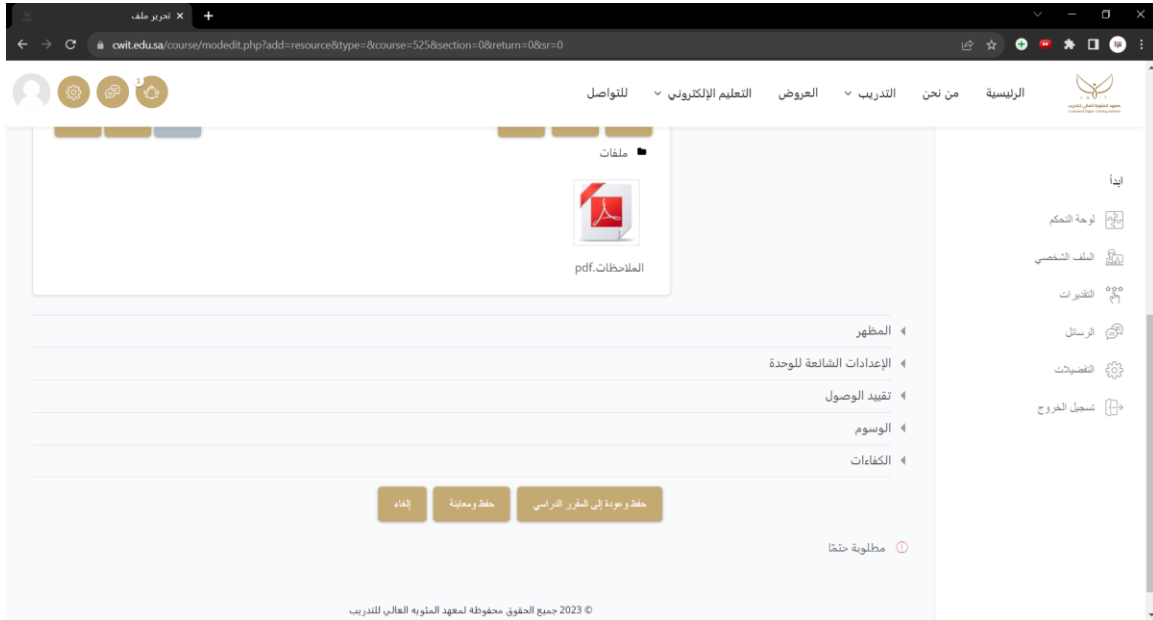 تحرير ملف
cwit.edu.sa/course/modedit.php?add=resource&type=&course=525&section=0&return=0&sr=0
الرئيسية من نحن التدريب العروض التعليم الإلكتروني للتواصل
1
ملفات
الملاحظات.pdf
المظهر
الإعدادات الشائعة للوحدة
تقييد الوصول
الوسوم
الكفاءات
حفظ وعودة إلى المقرر الدراسي حفظ ومعاينة إلغاء
مطلوبة حتمًا
© 2023 جميع الحقوق محفوظة لمعهد المئويه العالي للتدريب
ابدأ
لوحة التحكم
الملف الشخصي
التقديرات
الرسائل
التفضيلات
تسجيل الخروج